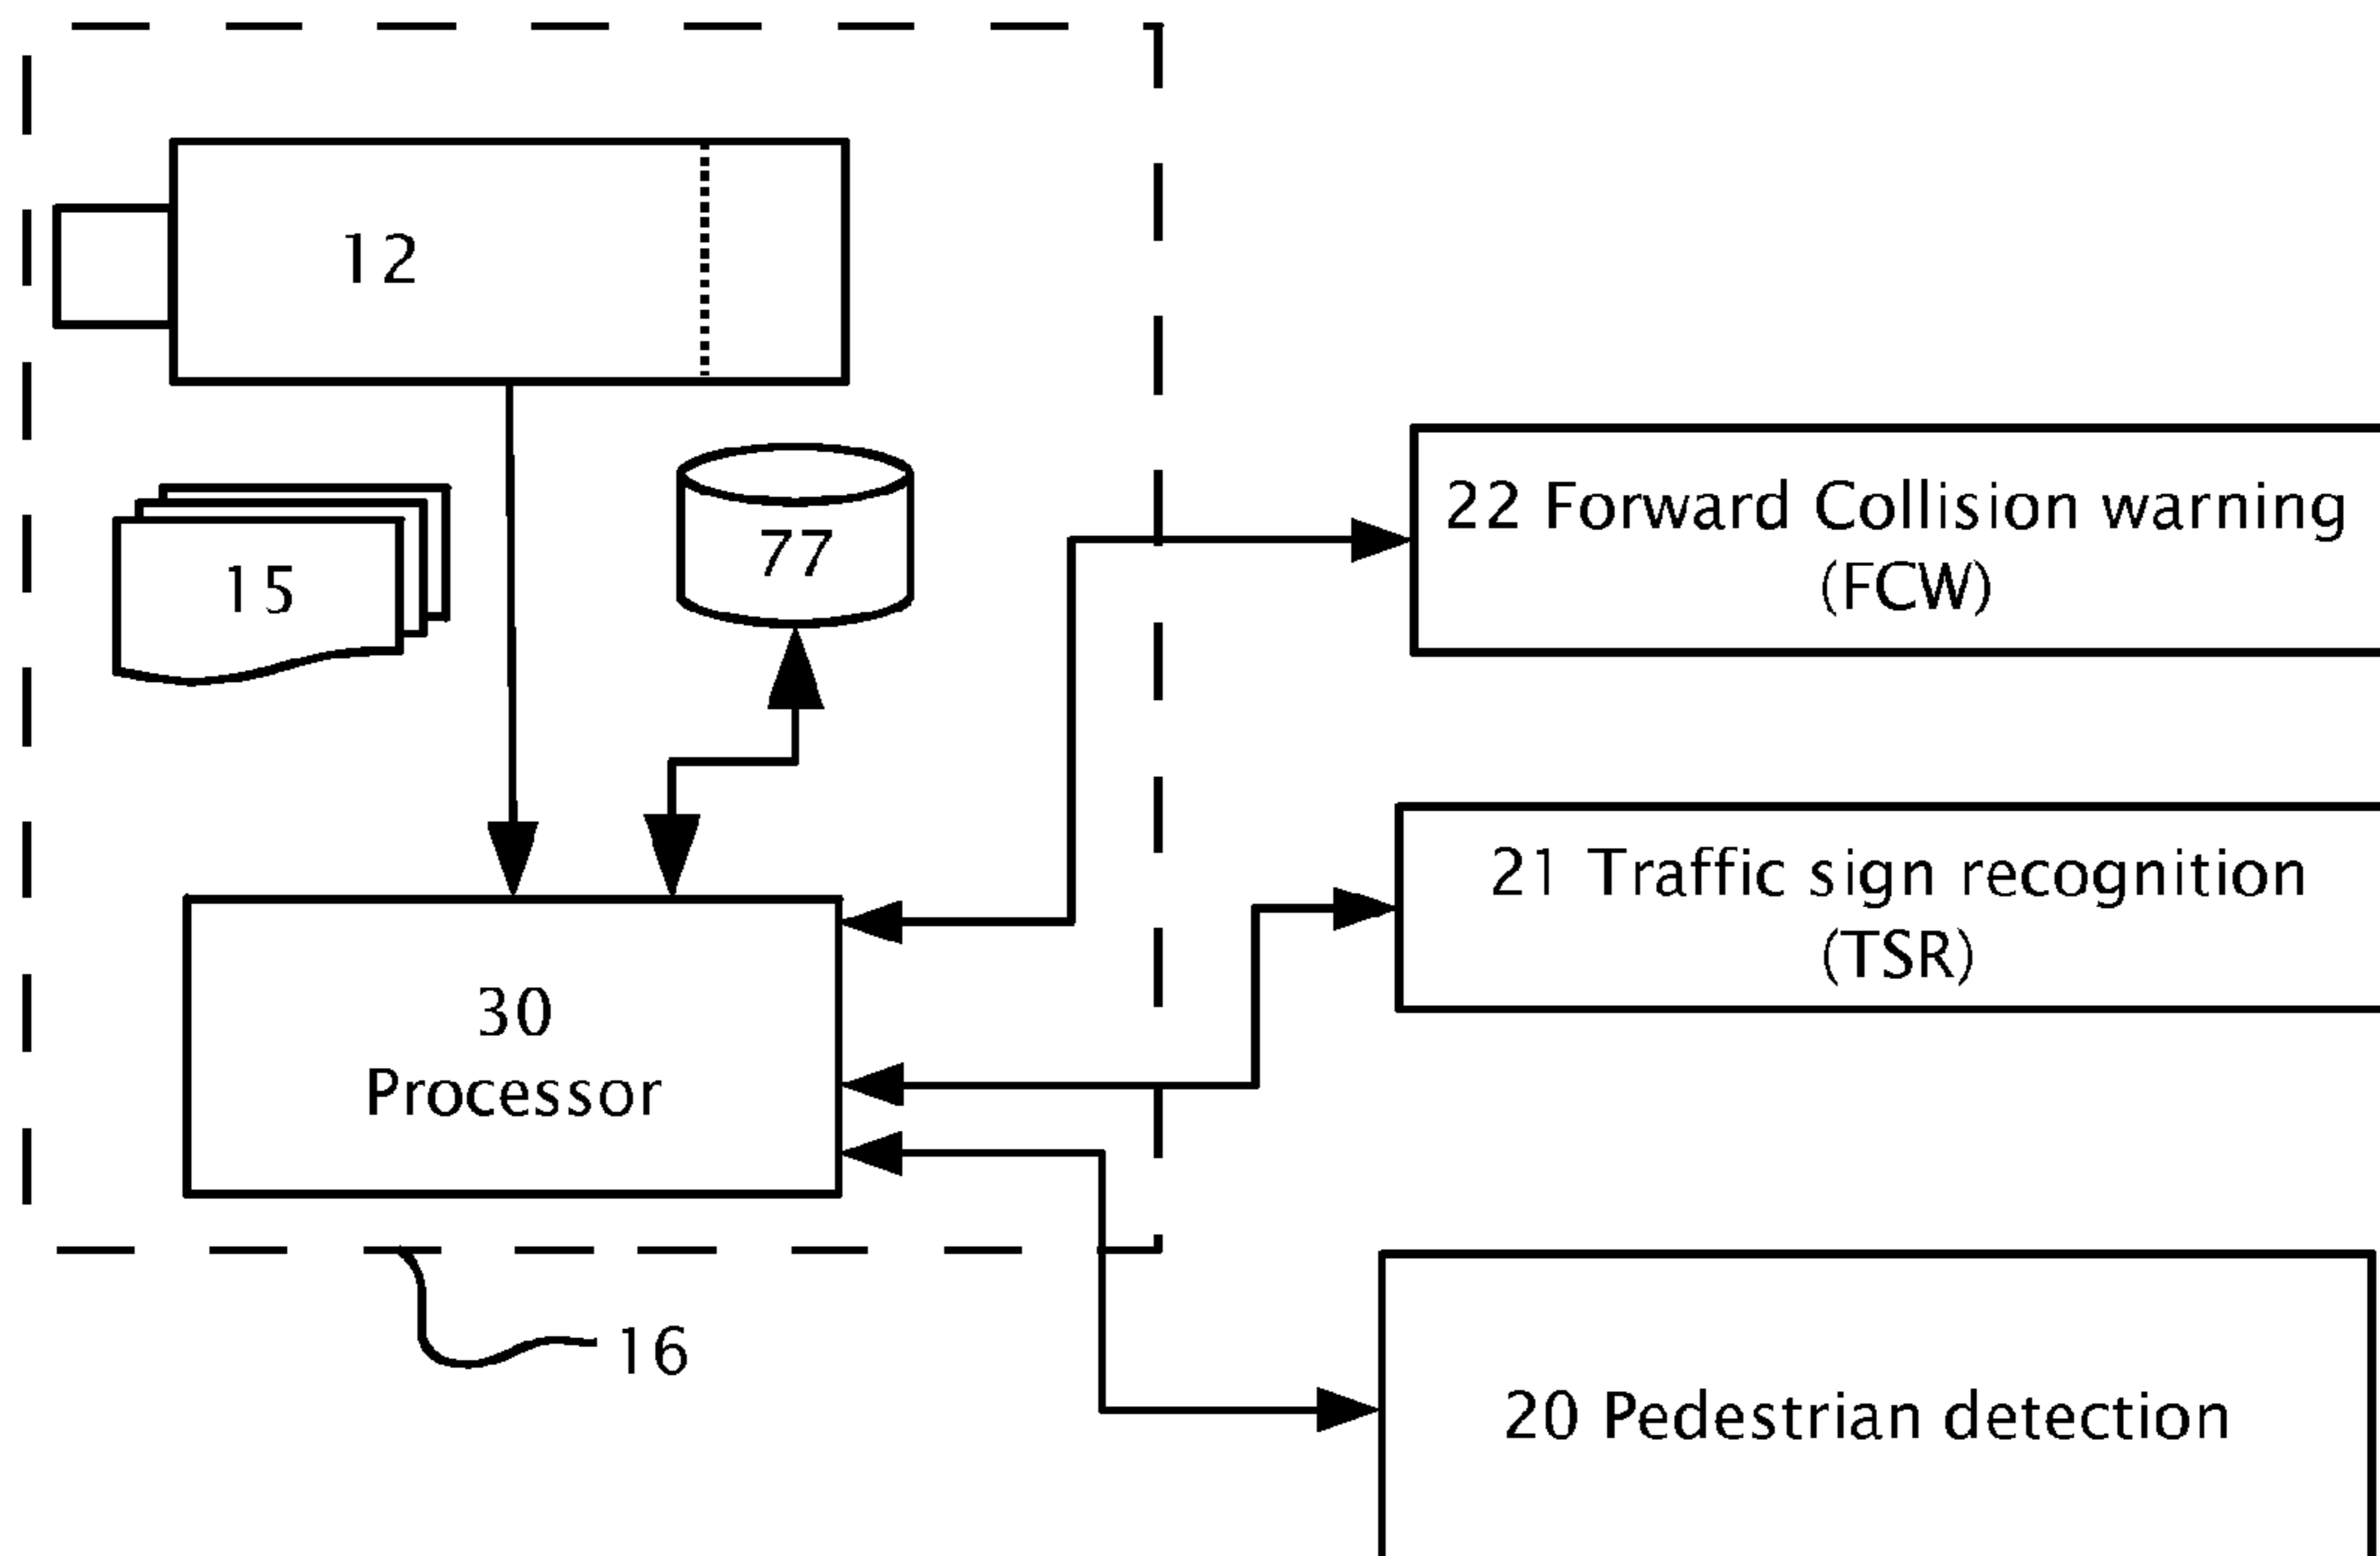 12
15
77
22 Forward Collision warning
(FCW)
21 Traffic sign recognition
(TSR)
30
Processor
16
20 Pedestrian detection